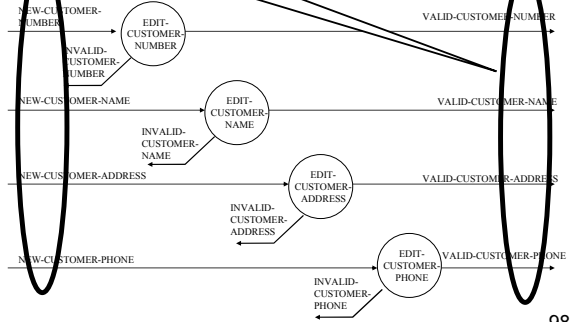 NEW-CUSTOMER-
NUMBER
EDIT-
CUSTOMER-
NUMBER
VALID-CUSTOMER-NUMBER
INVALID-
CUSTOMER-
NUMBER
NEW-CUSTOMER-NAME
EDIT-
CUSTOMER-
NAME
VALID-CUSTOMER-NAME
INVALID-
CUSTOMER-
NAME
NEW-CUSTOMER-ADDRESS
EDIT-
CUSTOMER-
ADDRESS
VALID-CUSTOMER-ADDRESS
INVALID-
CUSTOMER-
ADDRESS
NEW-CUSTOMER-PHONE
EDIT-
CUSTOMER-
PHONE
VALID-CUSTOMER-PHONE
INVALID-
CUSTOMER-
PHONE
98